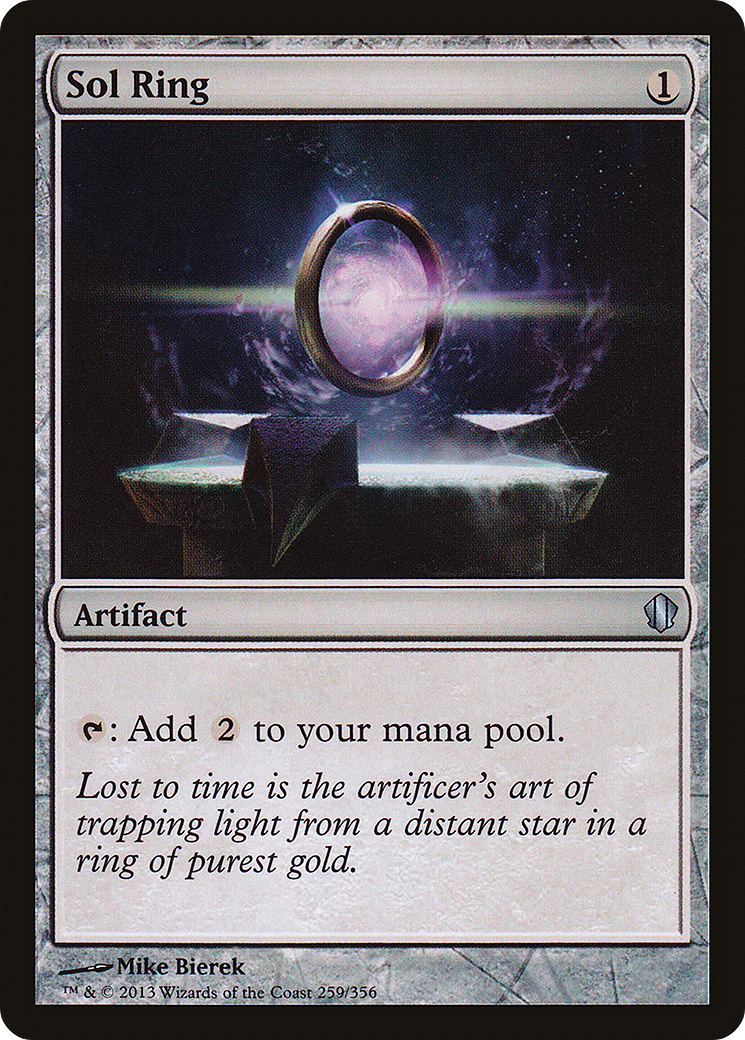 Sol Ring 1
Artifact
: Add 2 to your mana pool.
Lost to time is the artificer's art of
trapping light from a distant star in a
ring of purest gold.
Mike Bierek
™ & © 2013 Wizards of the Coast 259/356